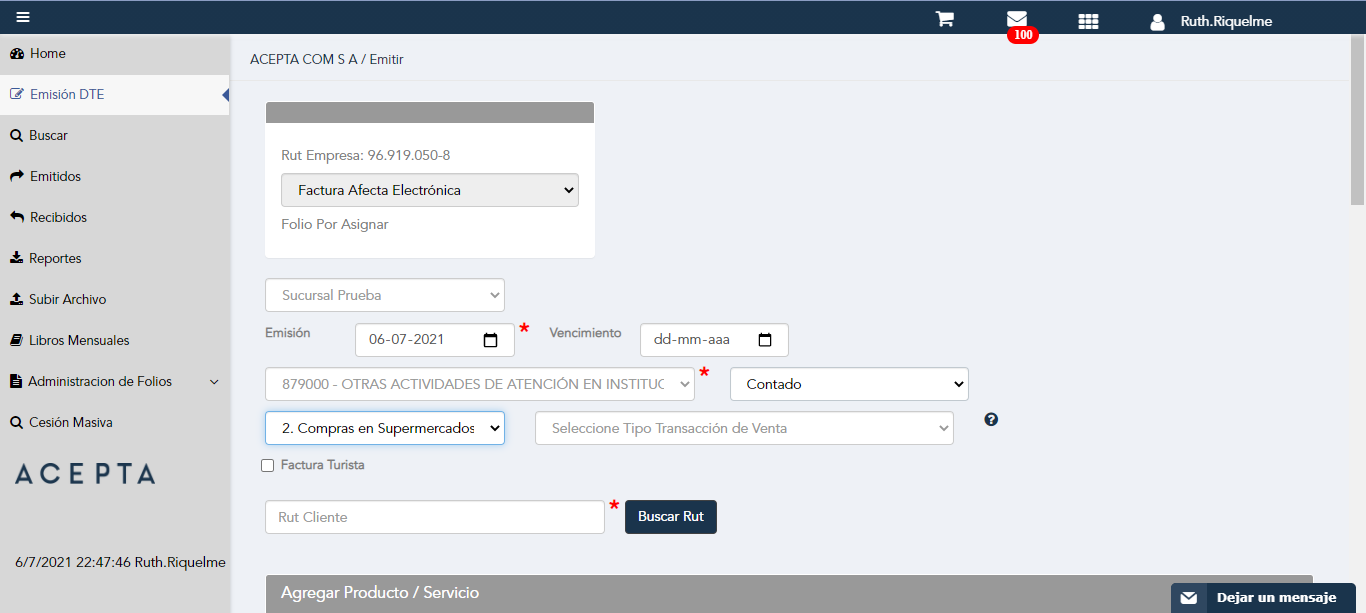 100
Ruth.Riquelme
Home
Emisión DTE
Buscar
Emitidos
Recibidos
Reportes
Subir Archivo
Libros Mensuales
Administracion de Folios
Cesión Masiva
ACEPTA
6/7/2021 22:47:46 Ruth.Riquelme
ACEPTA COM S A / Emitir
Rut Empresa: 96.919.050-8
Factura Afecta Electrónica
Folio Por Asignar
Sucursal Prueba
Emisión 06-07-2021 * Vencimiento dd-mm-aaa
879000 - OTRAS ACTIVIDADES DE ATENCIÓN EN INSTITUC * Contado
2. Compras en Supermercados Seleccione Tipo Transacción de Venta ?
Factura Turista
Rut Cliente * Buscar Rut
Agregar Producto / Servicio
Dejar un mensaje